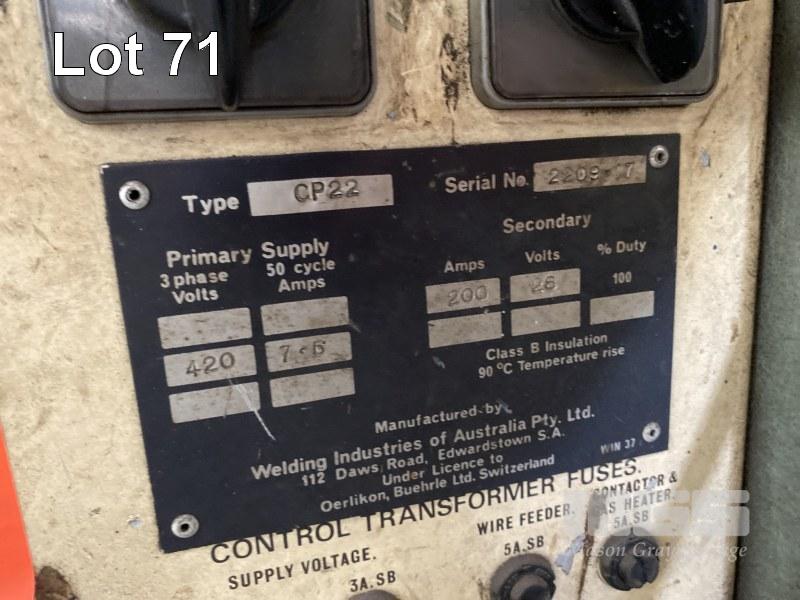 Lot 71
Type CP22
Serial No.
Secondary
Primary Supply
3 phase 50 cycle
Volts Amps
Amps Volts % Duty
100
200 26
420 7.5
Class B Insulation
90 °C Temperature rise
Manufactured by
Welding Industries of Australia Pty. Ltd.
112 Daws Road, Edwardstown S.A.
Under Licence to
Oerlikon, Buehrle Ltd. Switzerland
WIN 37
CONTROL TRANSFORMER FUSES.
SUPPLY VOLTAGE.
3A.SB
WIRE FEEDER.
5A.SB
CONTACTOR &
GAS HEATER.
5A.SB